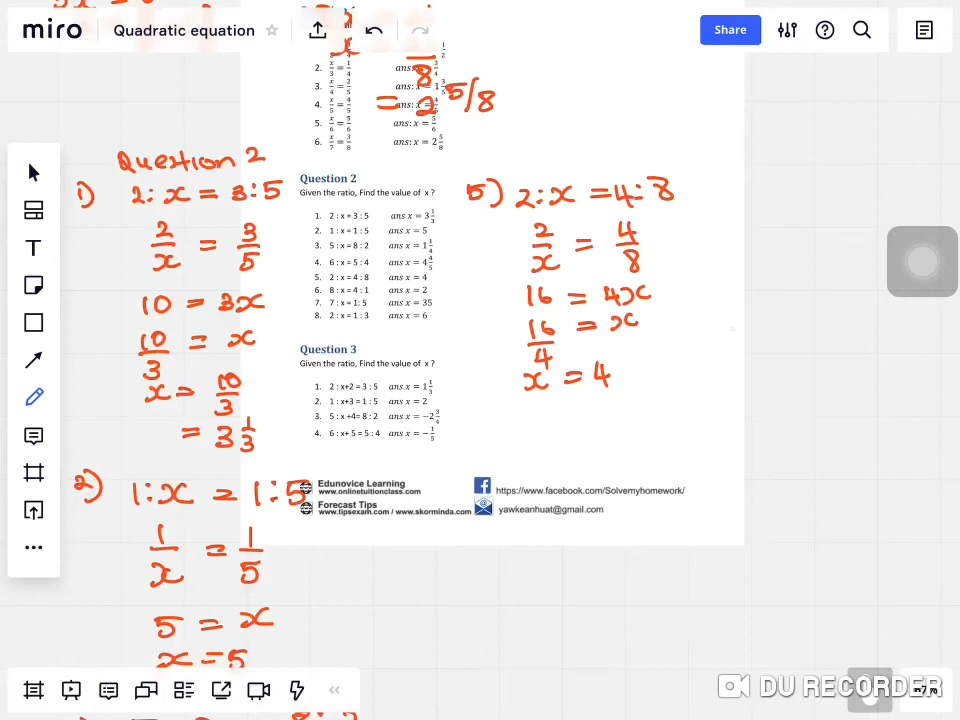 miro
Quadratic equation
Share
8
= 2 5/8
2. x/3 = 1/4 ans: x = 3/4
3. x/4 = 2/5 ans: x = 1 3/5
4. x/5 = 4/5 ans: x = 4
5. x/6 = 5/6 ans: x = 5/6
6. x/7 = 3/8 ans: x = 2 5/8
Question 2
1) 2:x = 3:5
2/x = 3/5
10 = 3x
10/3 = x
x = 10/3
= 3 1/3
2) 1:x = 1:5
1/x = 1/5
5 = x
x = 5
Question 2
Given the ratio, Find the value of x ?
1. 2 : x = 3 : 5 ans x = 3 1/3
2. 1 : x = 1 : 5 ans x = 5
3. 5 : x = 8 : 2 ans x = 1 1/4
4. 6 : x = 5 : 4 ans x = 4 4/5
5. 2 : x = 4 : 8 ans x = 4
6. 8 : x = 4 : 1 ans x = 2
7. 7 : x = 1: 5 ans x = 35
8. 2 : x = 1 : 3 ans x = 6
Question 3
Given the ratio, Find the value of x ?
1. 2 : x+2 = 3 : 5 ans x = 1 1/3
2. 1 : x+3 = 1 : 5 ans x = 2
3. 5 : x +4= 8 : 2 ans x = −2 3/4
4. 6 : x+ 5 = 5 : 4 ans x = − 1/5
5) 2:x = 4:8
2/x = 4/8
16 = 4x
16/4 = x
x = 4
Edunovice Learning
www.onlinetuitionclass.com
Forecast Tips
www.tipsexam.com / www.skorminda.com
https://www.facebook.com/Solvemyhomework/
yawkeanhuat@gmail.com
DU RECORDER